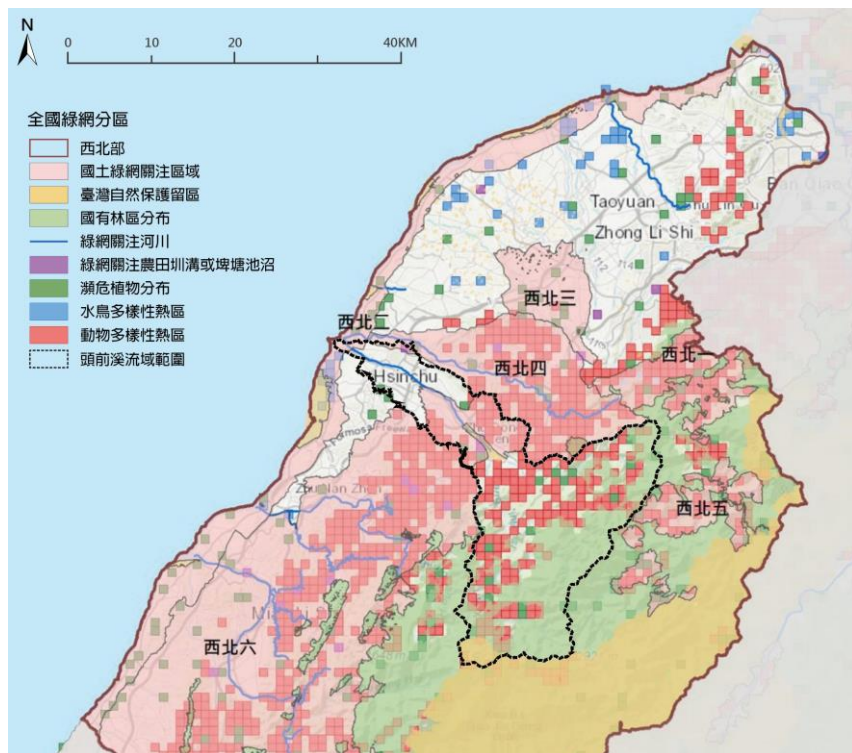 N
0 10 20 40KM
全國綠網分區
西北部
國土綠網關注區域
臺灣自然保護留區
國有林區分布
綠網關注河川
綠網關注農田圳溝或埤塘池沼
瀕危植物分布
水鳥多樣性熱區
動物多樣性熱區
頭前溪流域範圍
Taoyuan
Zhong Li Shi
西北三
西北二
西北一
西北四
Hsinchu
西北五
西北六